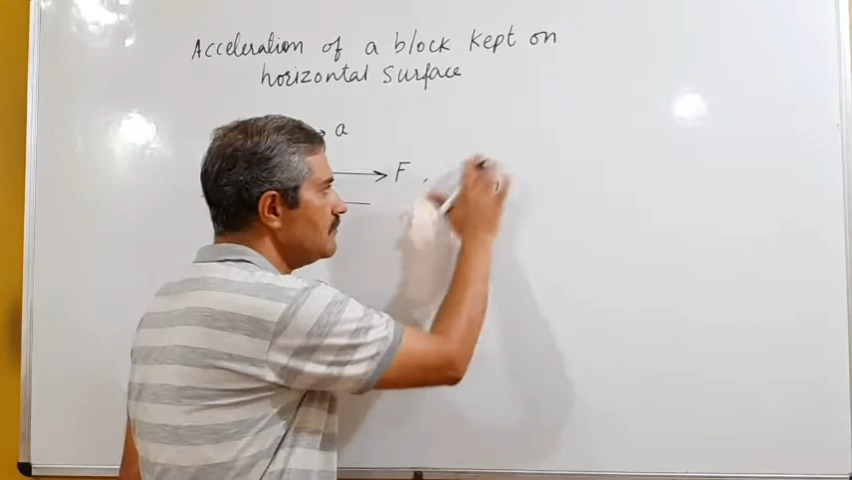 Acceleration of a block kept on
horizontal surface
a
F